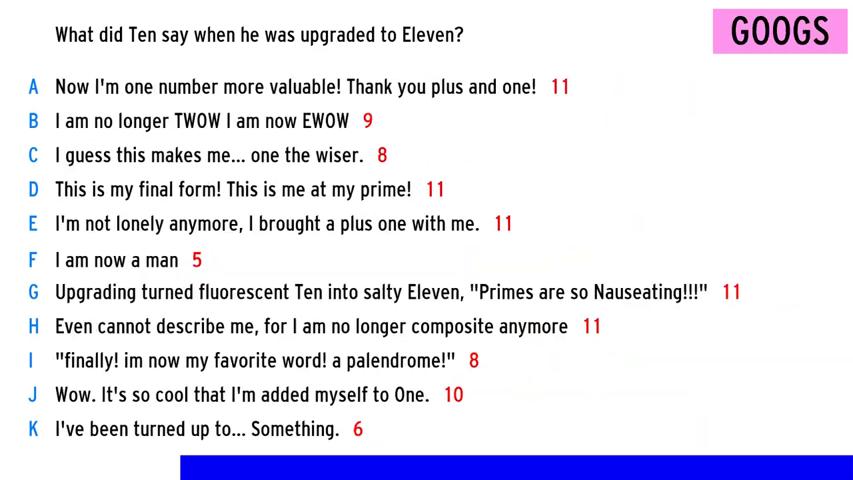 What did Ten say when he was upgraded to Eleven?
GOOGS
A Now I'm one number more valuable! Thank you plus and one! 11
B I am no longer TWOW I am now EWOW 9
C I guess this makes me... one the wiser. 8
D This is my final form! This is me at my prime! 11
E I'm not lonely anymore, I brought a plus one with me. 11
F I am now a man 5
G Upgrading turned fluorescent Ten into salty Eleven, "Primes are so Nauseating!!!" 11
H Even cannot describe me, for I am no longer composite anymore 11
I "finally! im now my favorite word! a palendrome!" 8
J Wow. It's so cool that I'm added myself to One. 10
K I've been turned up to... Something. 6